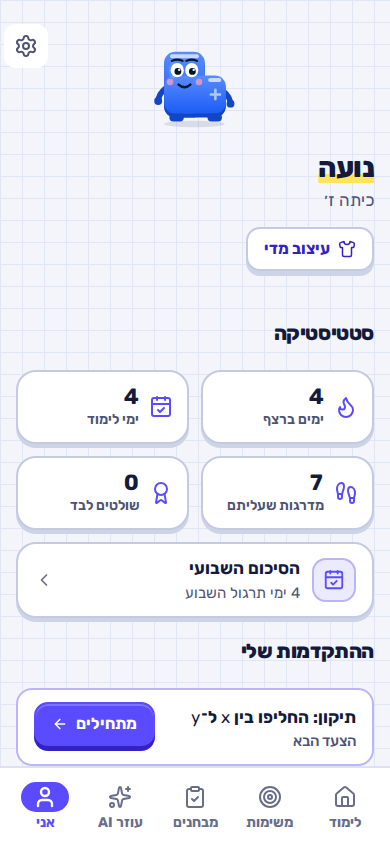 נועה
כיתה ז׳
עיצוב מדי
סטטיסטיקה
4
ימים ברצף
4
ימי לימוד
7
מדרגות שעליתם
0
שולטים לבד
הסיכום השבועי
4 ימי תרגול השבוע
ההתקדמות שלי
תיקון: החליפו בין x ל־y
הצעד הבא
מתחילים
לימוד
משימות
מבחנים
עוזר AI
אני